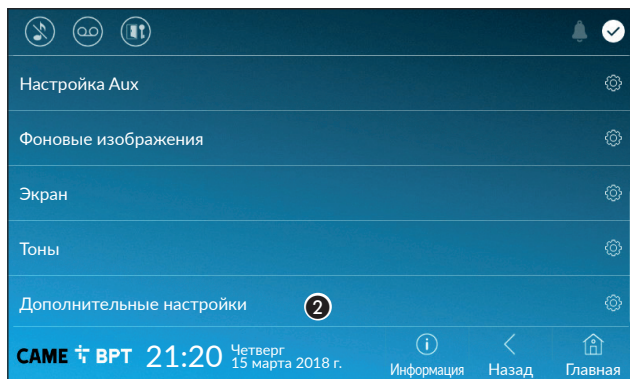 Настройка Aux
Фоновые изображения
Экран
Тоны
Дополнительные настройки 2
CAME BPT 21:20 Четверг
15 марта 2018 г.
Информация Назад Главная